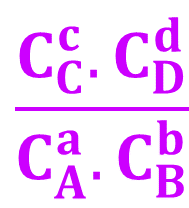 C_C^c . C_D^d
C_A^a . C_B^b